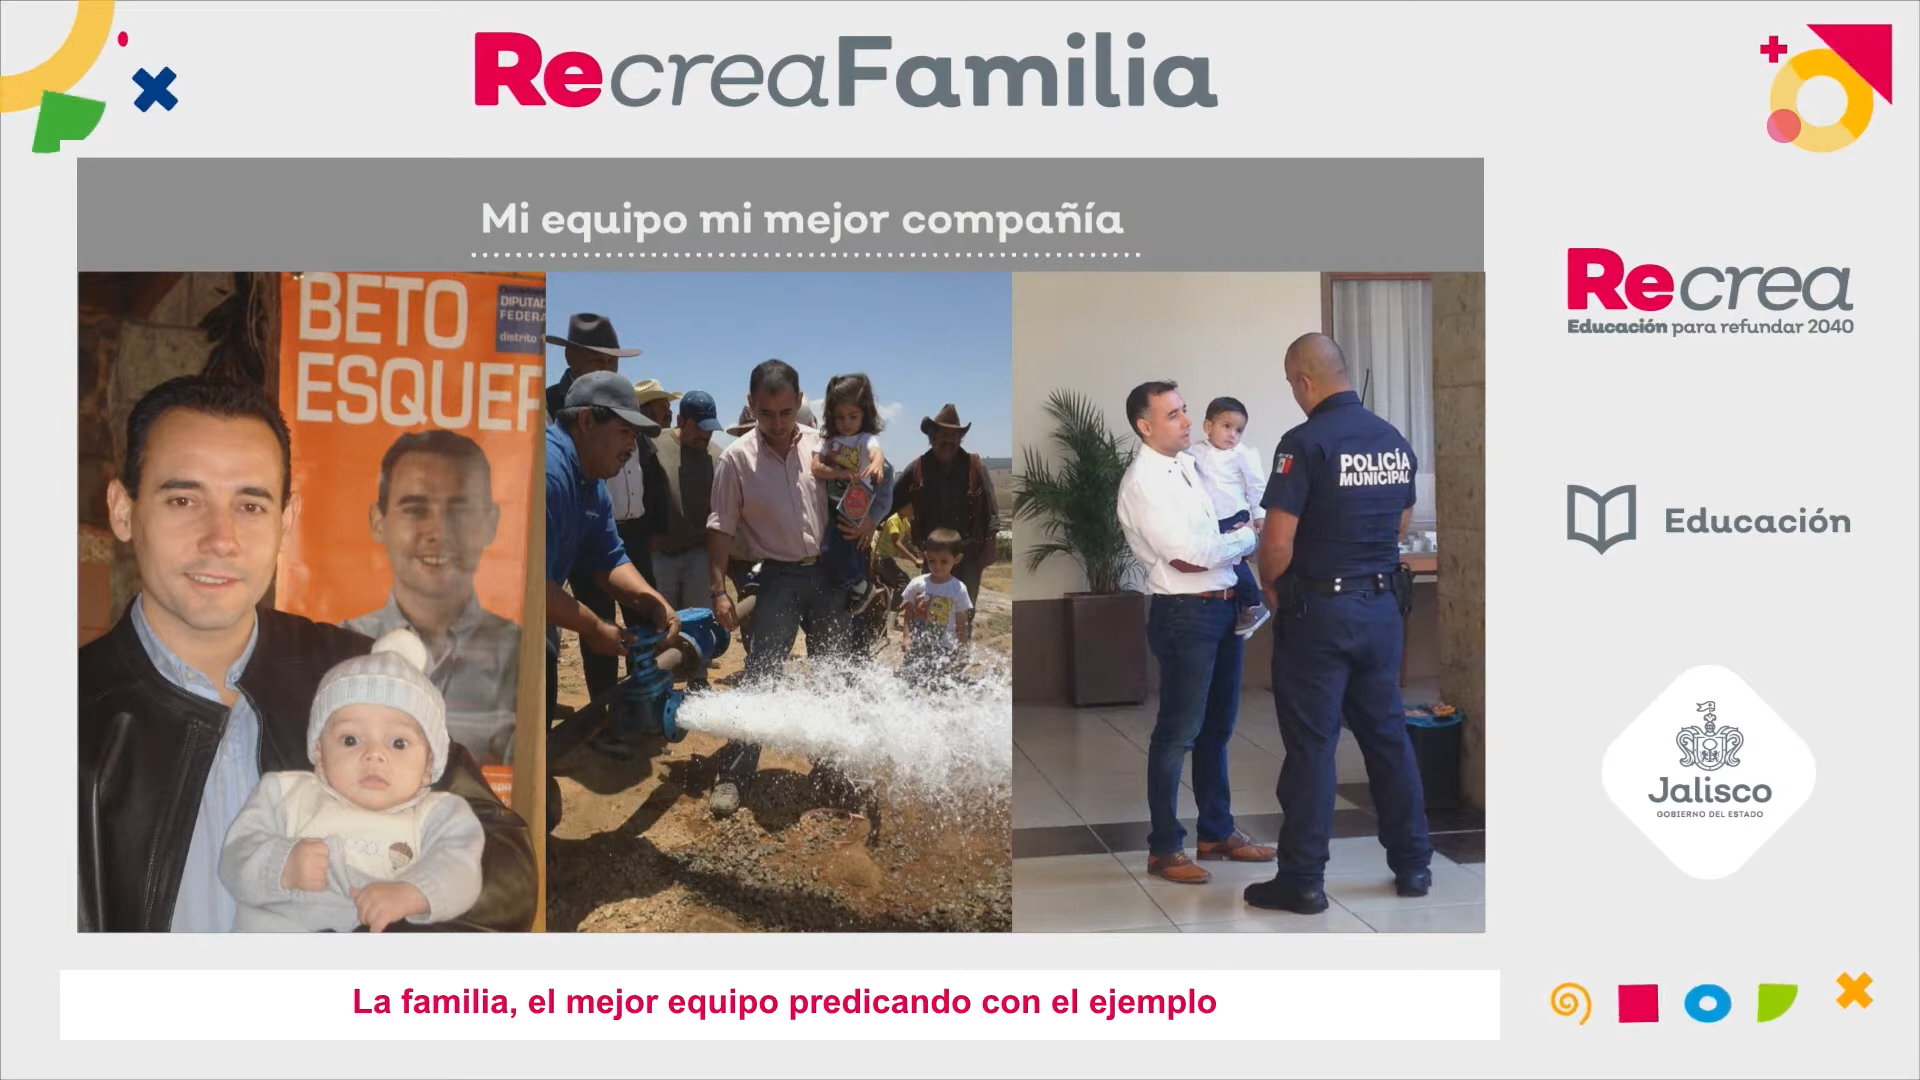 RecreaFamilia
Mi equipo mi mejor compañía
BETO
ESQUER
DIPUTAD
FEDERA
distrito
POLICÍA
MUNICIPAL
Recrea
Educación para refundar 2040
Educación
Jalisco
GOBIERNO DEL ESTADO
La familia, el mejor equipo predicando con el ejemplo